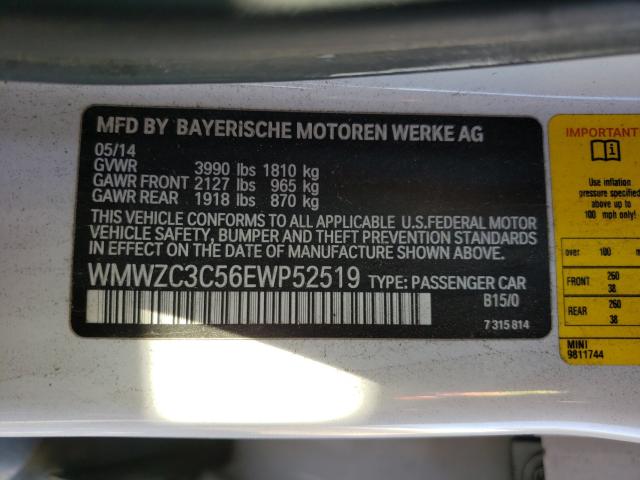 MFD BY BAYERISCHE MOTOREN WERKE AG
05/14
GVWR 3990 lbs 1810 kg
GAWR FRONT 2127 lbs 965 kg
GAWR REAR 1918 lbs 870 kg
THIS VEHICLE CONFORMS TO ALL APPLICABLE U.S.FEDERAL MOTOR
VEHICLE SAFETY, BUMPER AND THEFT PREVENTION STANDARDS
IN EFFECT ON THE DATE OF MANUFACTURE SHOWN ABOVE.
WMWZC3C56EWP52519 TYPE: PASSENGER CAR
B15/0
7 315 814
IMPORTANT
Use inflation
pressure specified
above up to
100 mph only!
over 100 m
FRONT 260
38
REAR 260
38
MINI
9811744